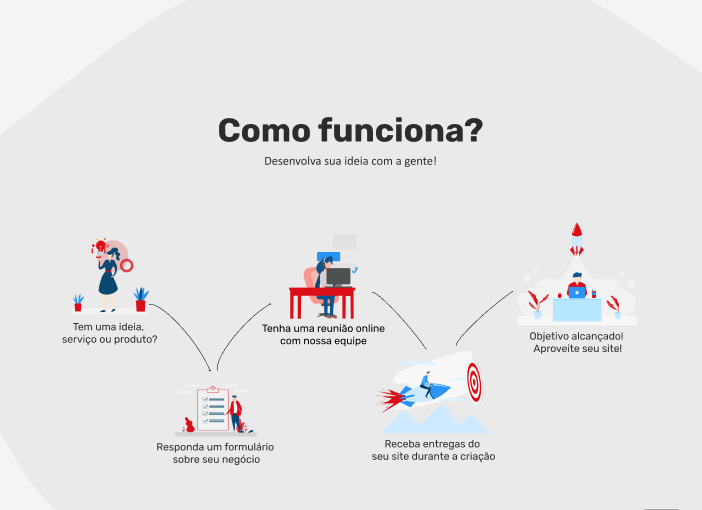 Como funciona?
Desenvolva sua ideia com a gente!
Tem uma ideia,
serviço ou produto?
Responda um formulário
sobre seu negócio
Tenha uma reunião online
com nossa equipe
Receba entregas do
seu site durante a criação
Objetivo alcançado!
Aproveite seu site!